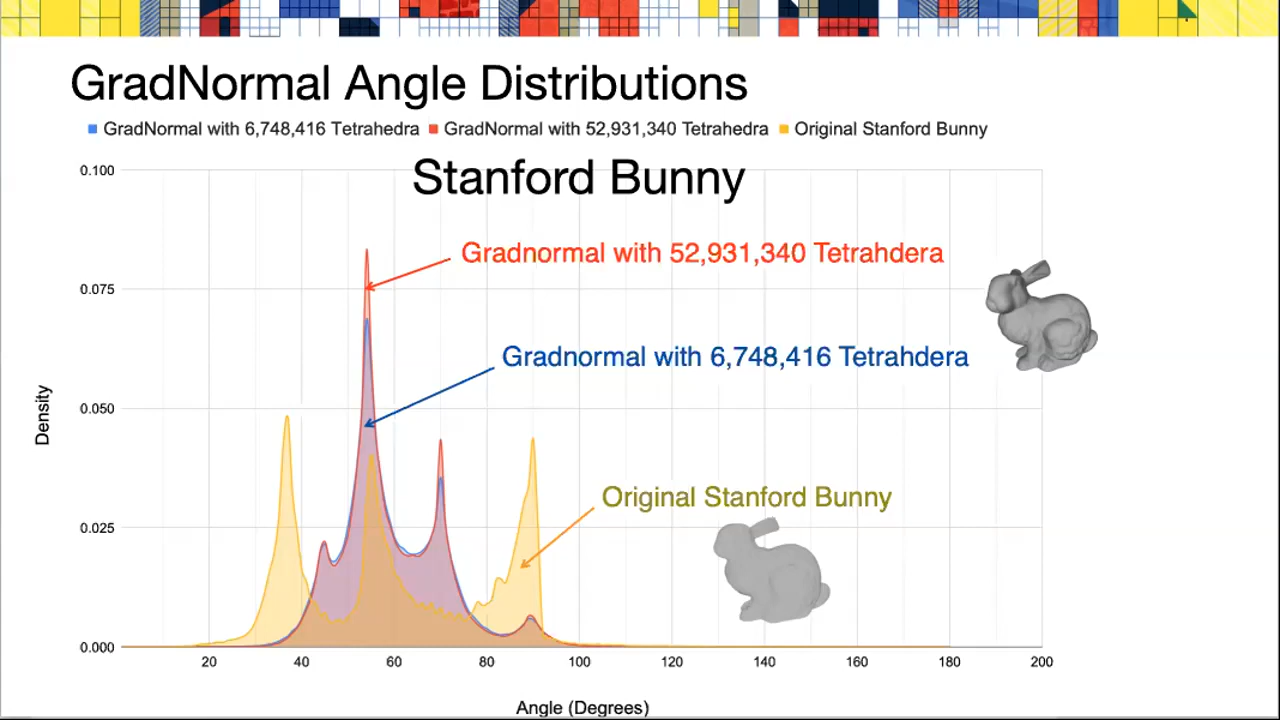 GradNormal Angle Distributions
GradNormal with 6,748,416 Tetrahedra GradNormal with 52,931,340 Tetrahedra Original Stanford Bunny
Stanford Bunny
0.100
Gradnormal with 52,931,340 Tetrahdera
0.075
Gradnormal with 6,748,416 Tetrahdera
0.050
Density
Original Stanford Bunny
0.025
0.000
20 40 60 80 100 120 140 160 180 200
Angle (Degrees)